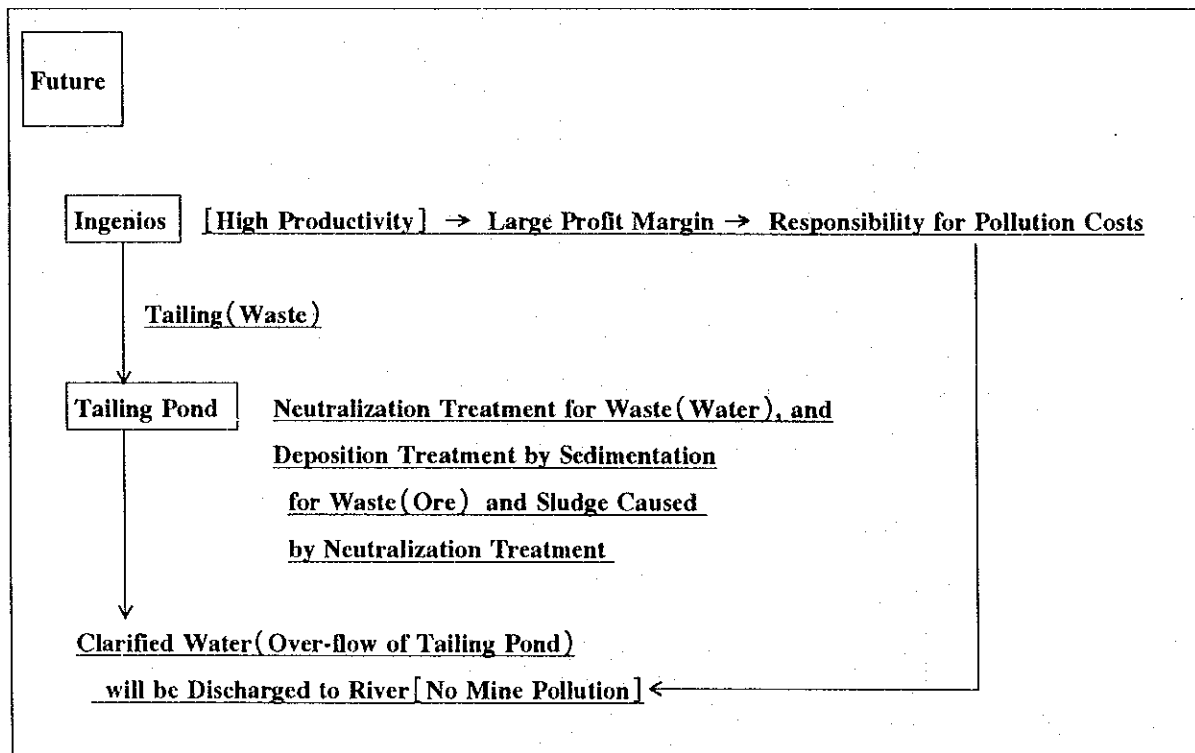 Future
Ingenios [High Productivity] → Large Profit Margin → Responsibility for Pollution Costs
Tailing(Waste)
Tailing Pond Neutralization Treatment for Waste(Water), and
Deposition Treatment by Sedimentation
for Waste(Ore) and Sludge Caused
by Neutralization Treatment
Clarified Water(Over-flow of Tailing Pond)
will be Discharged to River[No Mine Pollution]